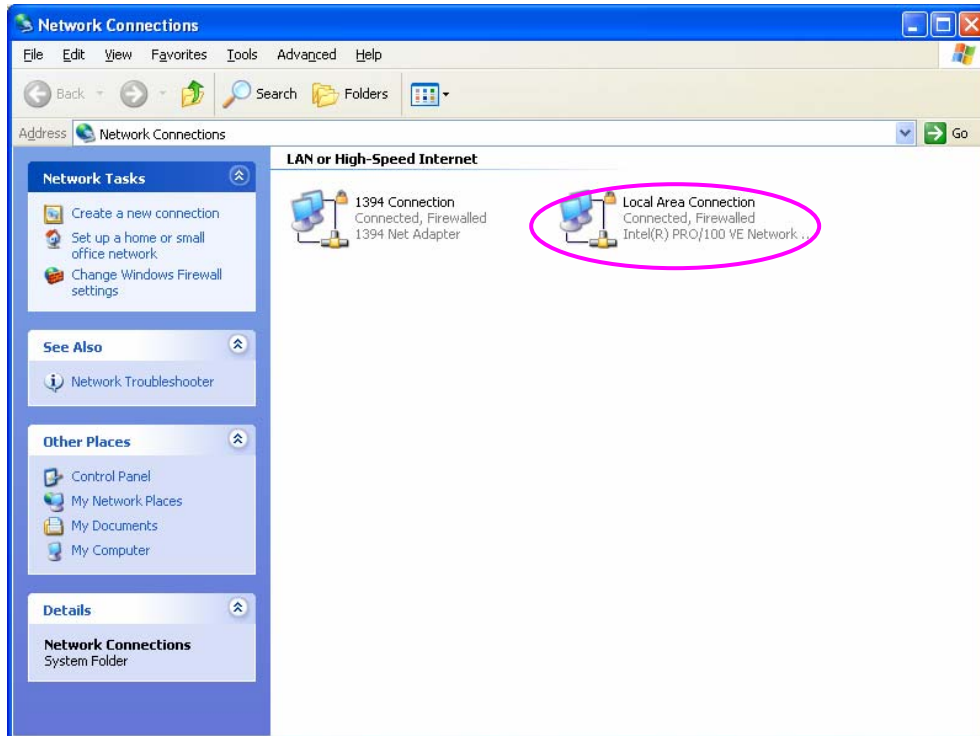 Network Connections
File Edit View Favorites Tools Advanced Help
Back Search Folders
Address Network Connections Go
Network Tasks
Create a new connection
Set up a home or small
office network
Change Windows Firewall
settings
See Also
Network Troubleshooter
Other Places
Control Panel
My Network Places
My Documents
My Computer
Details
Network Connections
System Folder
LAN or High-Speed Internet
1394 Connection
Connected, Firewalled
1394 Net Adapter
Local Area Connection
Connected, Firewalled
Intel(R) PRO/100 VE Network ...